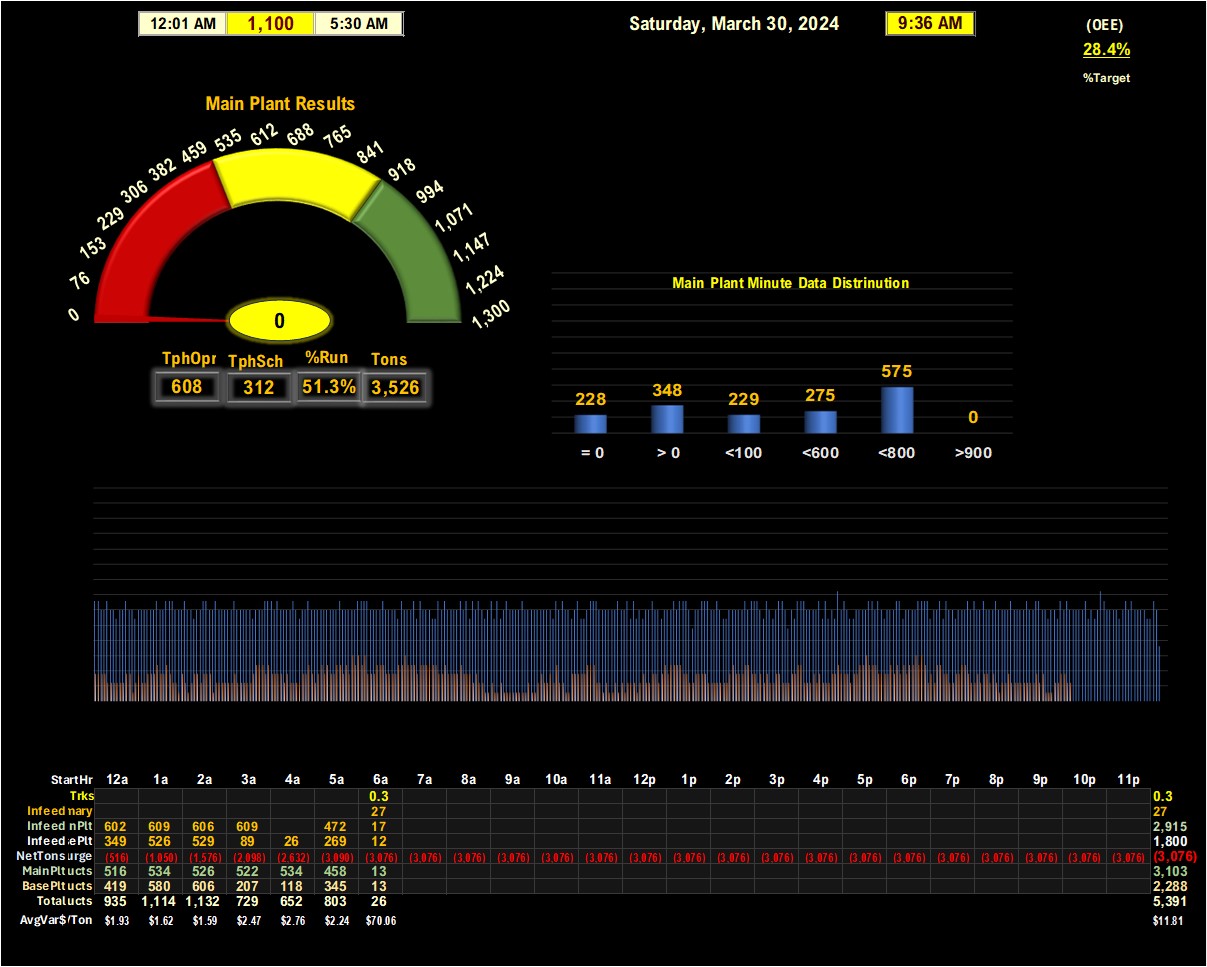 12:01 AM 1,100 5:30 AM Saturday, March 30, 2024 9:36 AM (OEE)
28.4%
%Target
Main Plant Results
0 76 153 229 306 382 459 535 612 688 765 841 918 994 1,071 1,147 1,224 1,300
0
TphOpr TphSch %Run Tons
608 312 51.3% 3,526
Main Plant Minute Data Distrinution
228 348 229 275 575 0
= 0 > 0 <100 <600 <800 >900
StartHr 12a 1a 2a 3a 4a 5a 6a 7a 8a 9a 10a 11a 12p 1p 2p 3p 4p 5p 6p 7p 8p 9p 10p 11p
Trks 0.3 0.3
Infeed nary 27 27
Infeed nPlt 602 609 606 609 472 17 2,915
Infeed ePlt 349 526 529 89 26 269 12 1,800
NetTons urge (516) (1,050) (1,576) (2,098) (2,632) (3,090) (3,076) (3,076) (3,076) (3,076) (3,076) (3,076) (3,076) (3,076) (3,076) (3,076) (3,076) (3,076) (3,076) (3,076) (3,076) (3,076) (3,076) (3,076) (3,076)
MainPlt ucts 516 534 526 522 534 458 13 3,103
BasePlt ucts 419 580 606 207 118 345 13 2,288
Total ucts 935 1,114 1,132 729 652 803 26 5,391
AvgVar$/Ton $1.93 $1.62 $1.59 $2.47 $2.76 $2.24 $70.06 $11.81